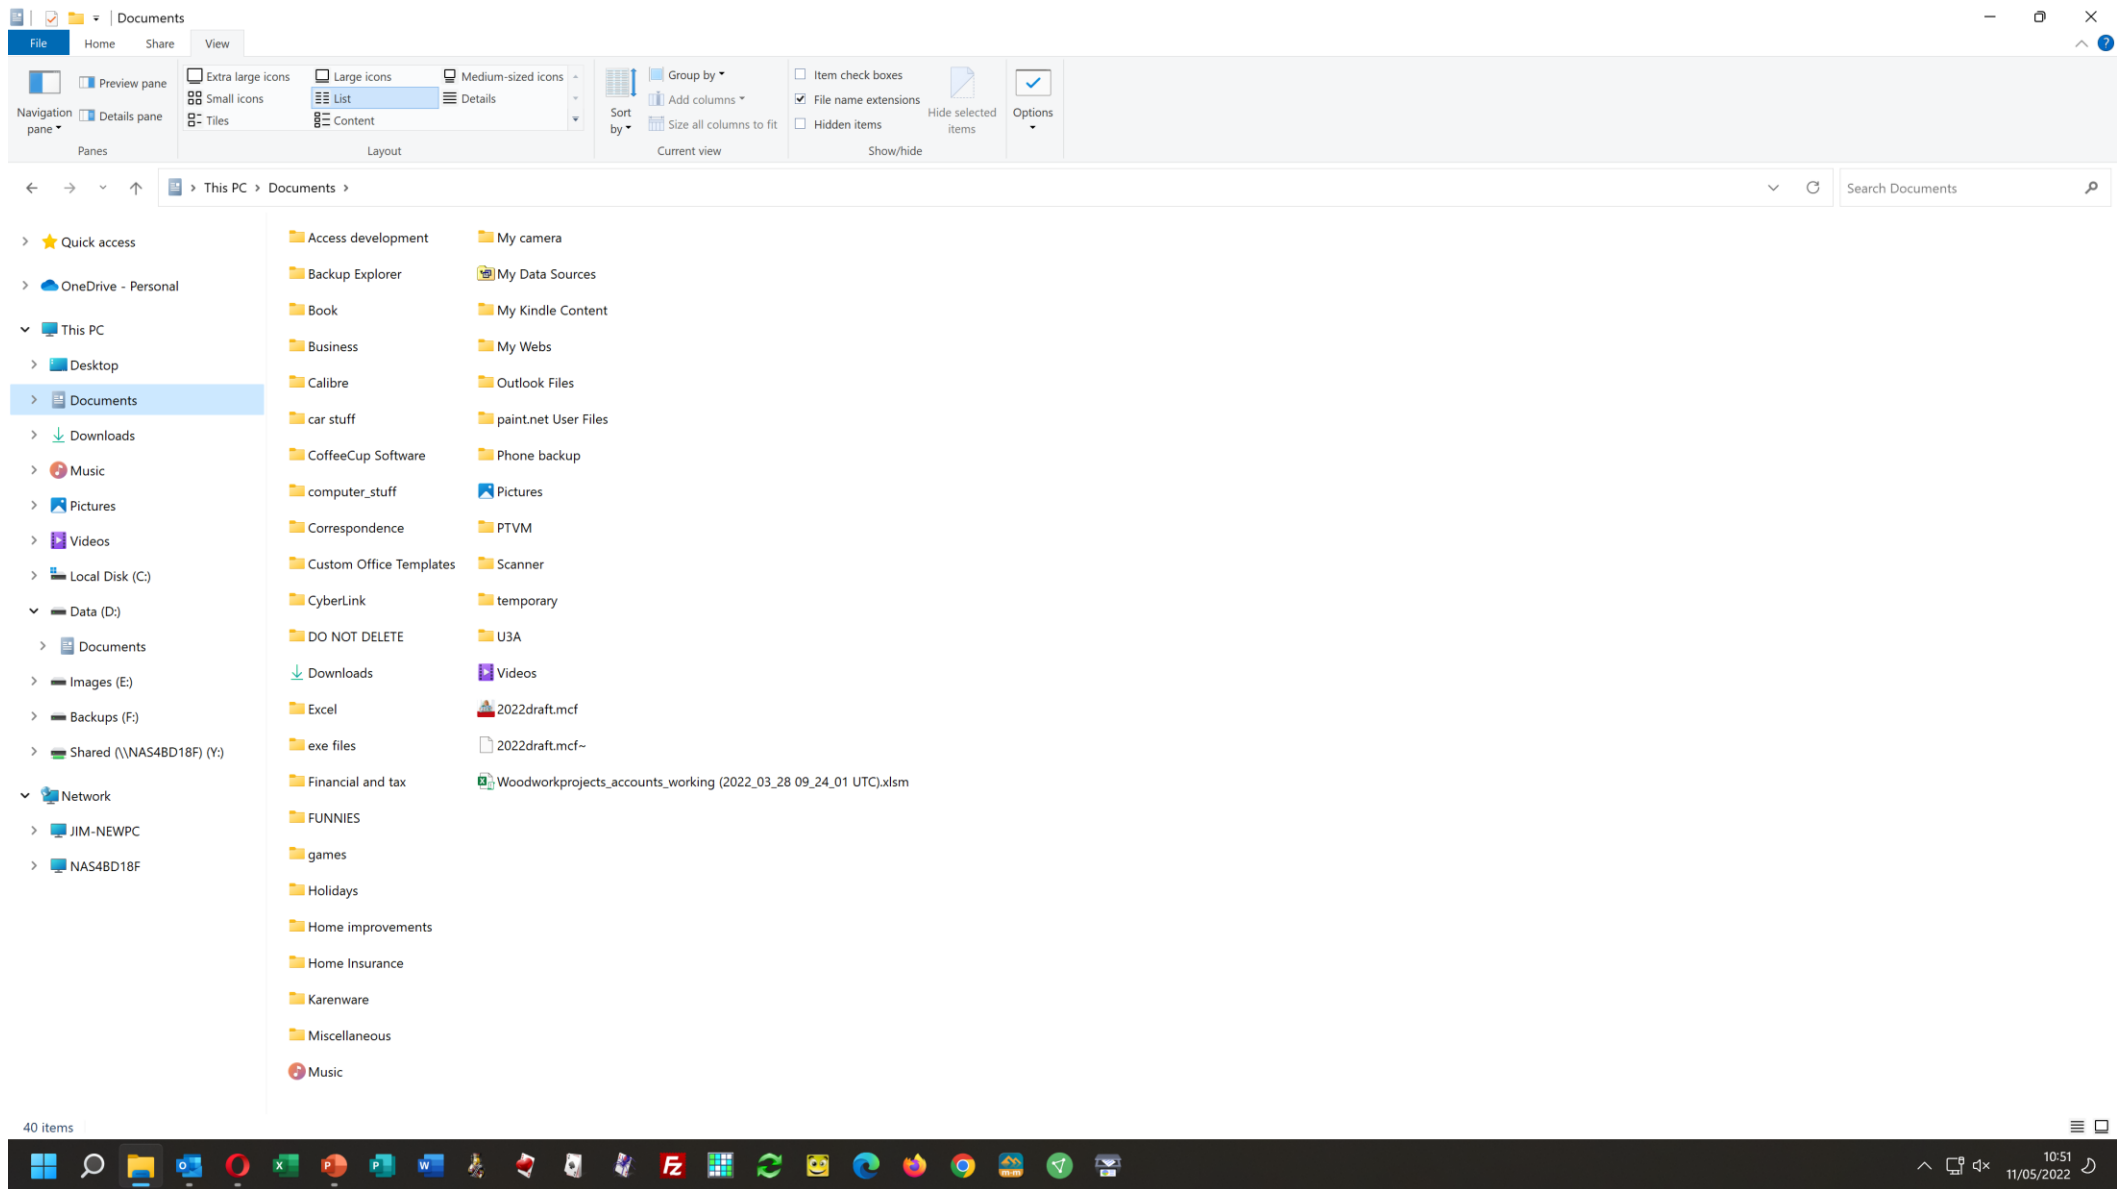 Documents
File Home Share View
Navigation pane
Preview pane
Details pane
Panes
Extra large icons Large icons Medium-sized icons
Small icons List Details
Tiles Content
Layout
Sort by
Group by
Add columns
Size all columns to fit
Current view
Item check boxes
File name extensions
Hidden items
Hide selected items
Show/hide
Options
This PC > Documents >
Search Documents
Quick access
OneDrive - Personal
This PC
Desktop
Documents
Downloads
Music
Pictures
Videos
Local Disk (C:)
Data (D:)
Documents
Images (E:)
Backups (F:)
Shared (\\NAS4BD18F) (Y:)
Network
JIM-NEWPC
NAS4BD18F
Access development
Backup Explorer
Book
Business
Calibre
car stuff
CoffeeCup Software
computer_stuff
Correspondence
Custom Office Templates
CyberLink
DO NOT DELETE
Downloads
Excel
exe files
Financial and tax
FUNNIES
games
Holidays
Home improvements
Home Insurance
Karenware
Miscellaneous
Music
My camera
My Data Sources
My Kindle Content
My Webs
Outlook Files
paint.net User Files
Phone backup
Pictures
PTVM
Scanner
temporary
U3A
Videos
2022draft.mcf
2022draft.mcf~
Woodworkprojects_accounts_working (2022_03_28 09_24_01 UTC).xlsm
40 items
10:51
11/05/2022